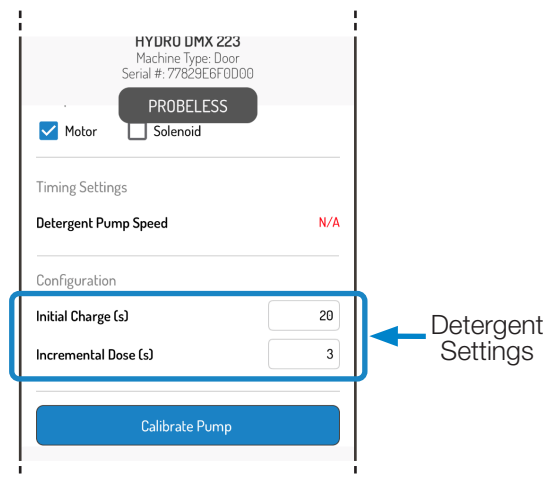 HYDRO DMX 223
Machine Type: Door
Serial #: 77829E6F0D00
PROBELESS
Motor Solenoid
Timing Settings
Detergent Pump Speed N/A
Configuration
Initial Charge (s) 20
Incremental Dose (s) 3
Detergent
Settings
Calibrate Pump